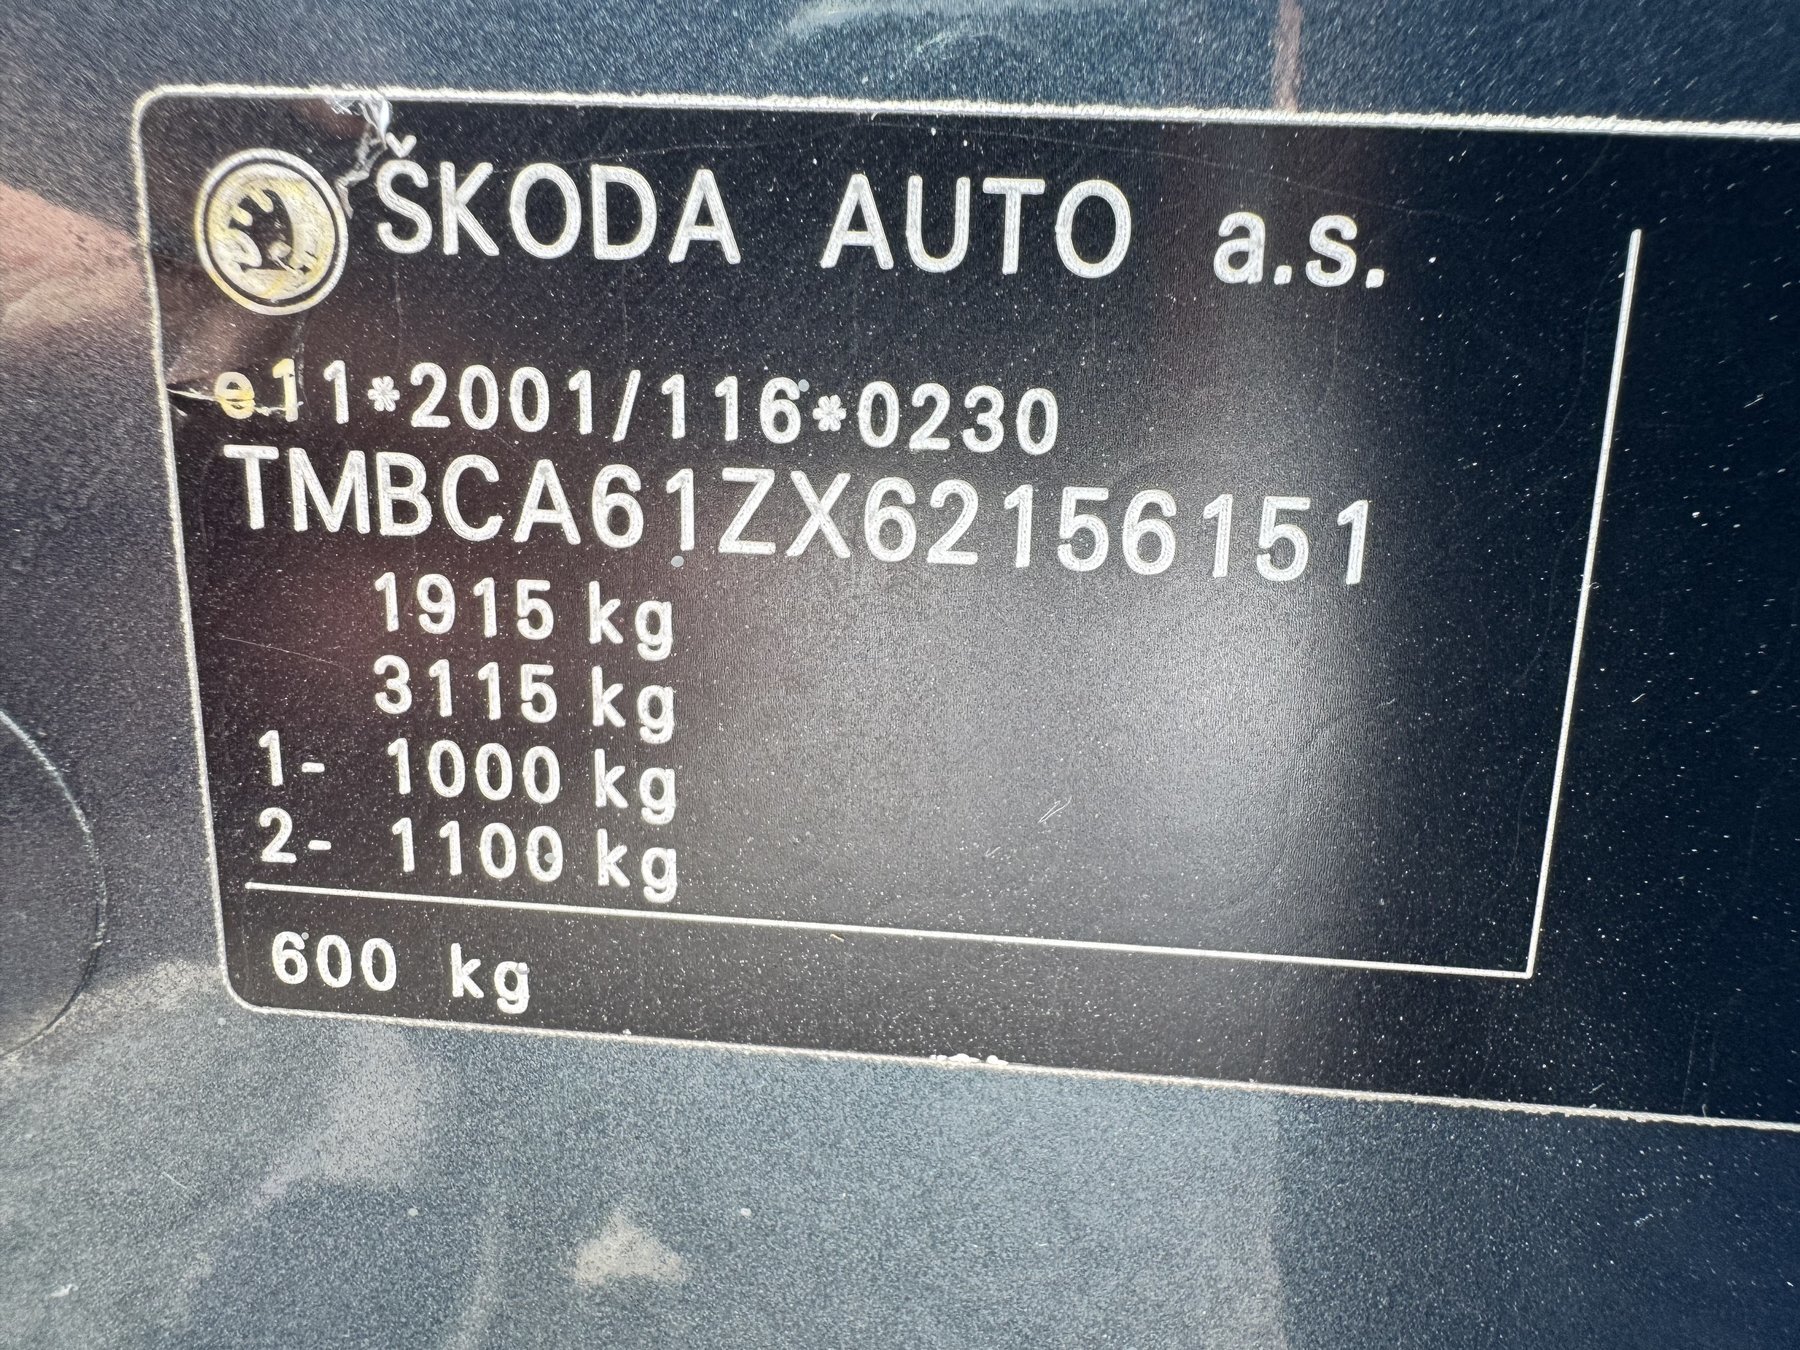 ŠKODA AUTO a.s.
e11*2001/116*0230
TMBCA61ZX62156151
1915 kg
3115 kg
1- 1000 kg
2- 1100 kg
600 kg